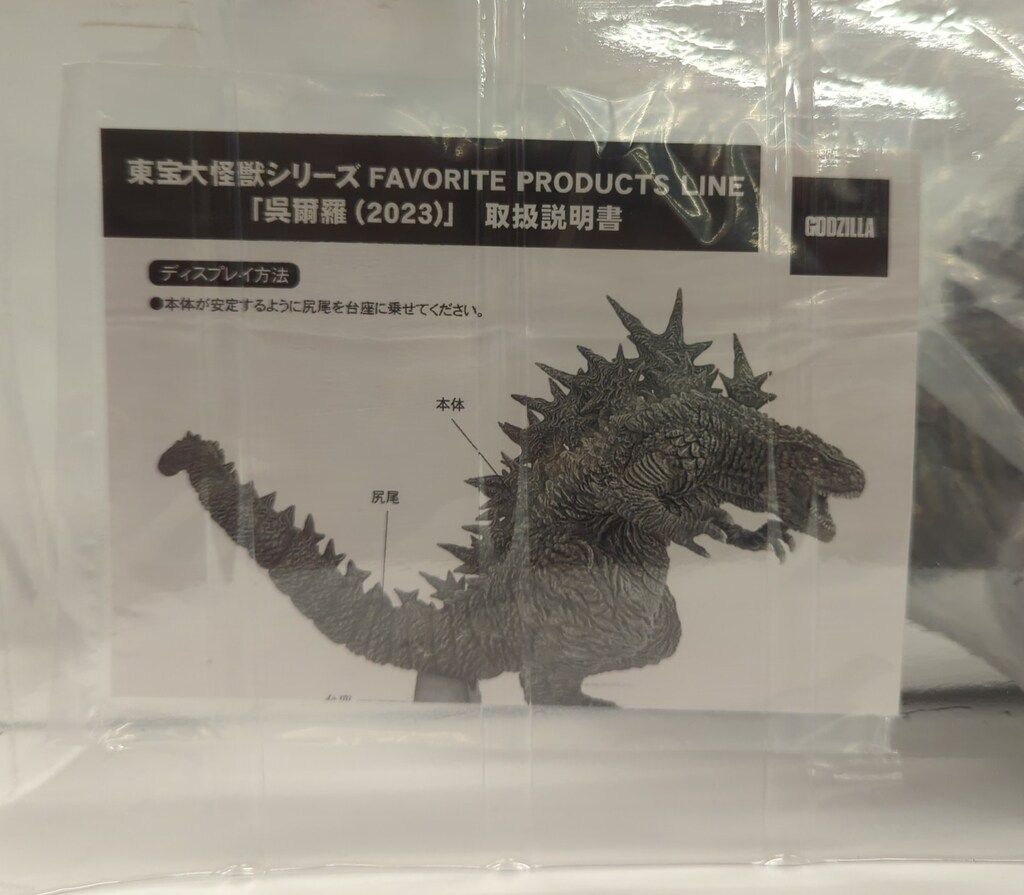 東宝大怪獣シリーズ FAVORITE PRODUCTS LINE
「呉爾羅（2023）」 取扱説明書
GODZILLA
ディスプレイ方法
●本体が安定するように尻尾を台座に乗せてください。
本体
尻尾